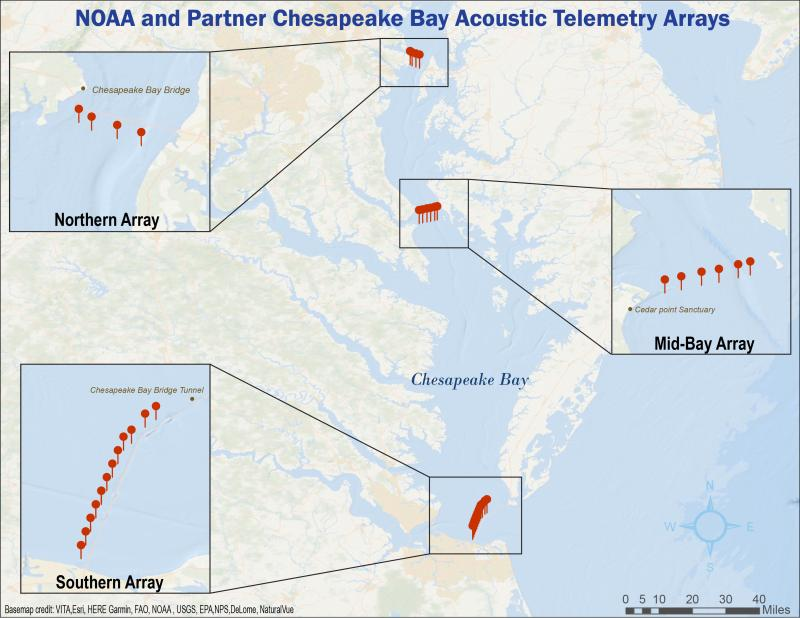 NOAA and Partner Chesapeake Bay Acoustic Telemetry Arrays
Chesapeake Bay Bridge
Northern Array
Cedar point Sanctuary
Mid-Bay Array
Chesapeake Bay
Chesapeake Bay Bridge Tunnel
Southern Array
N
W E
S
0 5 10 20 30 40
Miles
Basemap credit: VITA,Esri, HERE Garmin, FAO, NOAA , USGS, EPA,NPS,DeLorme, NaturalVue